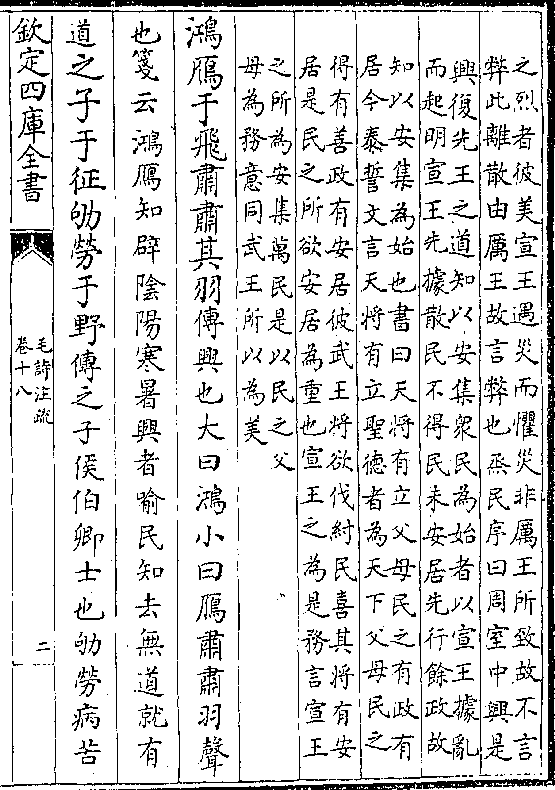 之烈者彼美宣王遇災而懼災非厲王所致故不言
弊此離散由厲王故言弊也烝民序曰周室中興是
興復先王之道知以安集衆民為始者以宣王據亂
而起明宣王先據散民不得民未安居先行餘政故
知以安集為始也書曰天將有立父母民之有政有
居今泰誓文言天將有立聖德者為天下父母民之
得有善政有安居彼武王將欲伐紂民喜其將有安
居是民之所欲安居為重也宣王之為是務言宣王
之所為安集萬民是以民之父
母為務意同武王所以為美
鴻鴈于飛肅肅其羽傳興也大曰鴻小曰鴈肅肅羽聲
也箋云鴻鴈知辟陰陽寒暑興者喻民知去無道就有
道之子于征劬勞于野傳之子侯伯卿士也劬勞病苦
欽定四庫全書
毛詩注疏
卷十八
二